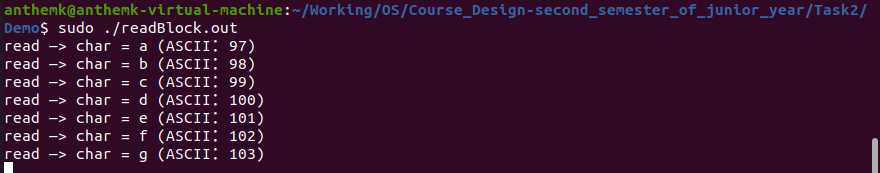 anthemk@anthemk-virtual-machine:~/Working/OS/Course_Design-second_semester_of_junior_year/Task2/
Demo$ sudo ./readBlock.out
read —> char = a (ASCII：97)
read —> char = b (ASCII：98)
read —> char = c (ASCII：99)
read —> char = d (ASCII：100)
read —> char = e (ASCII：101)
read —> char = f (ASCII：102)
read —> char = g (ASCII：103)